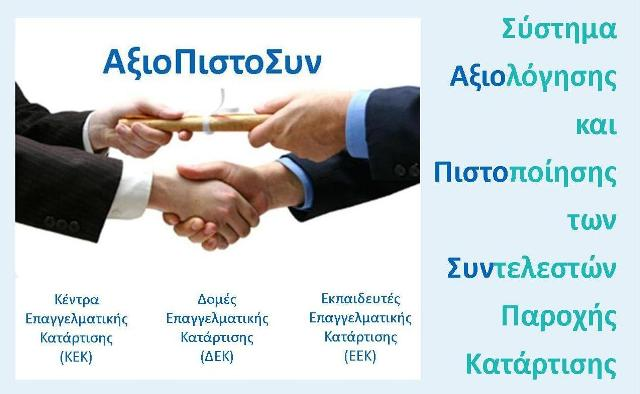 ΑξιοΠιστοΣυν
Κέντρα
Επαγγελματικής
Κατάρτισης
(ΚΕΚ)
Δομές
Επαγγελματικής
Κατάρτισης
(ΔΕΚ)
Εκπαιδευτές
Επαγγελματικής
Κατάρτισης
(ΕΕΚ)
Σύστημα
Αξιολόγησης
και
Πιστοποίησης
των
Συντελεστών
Παροχής
Κατάρτισης